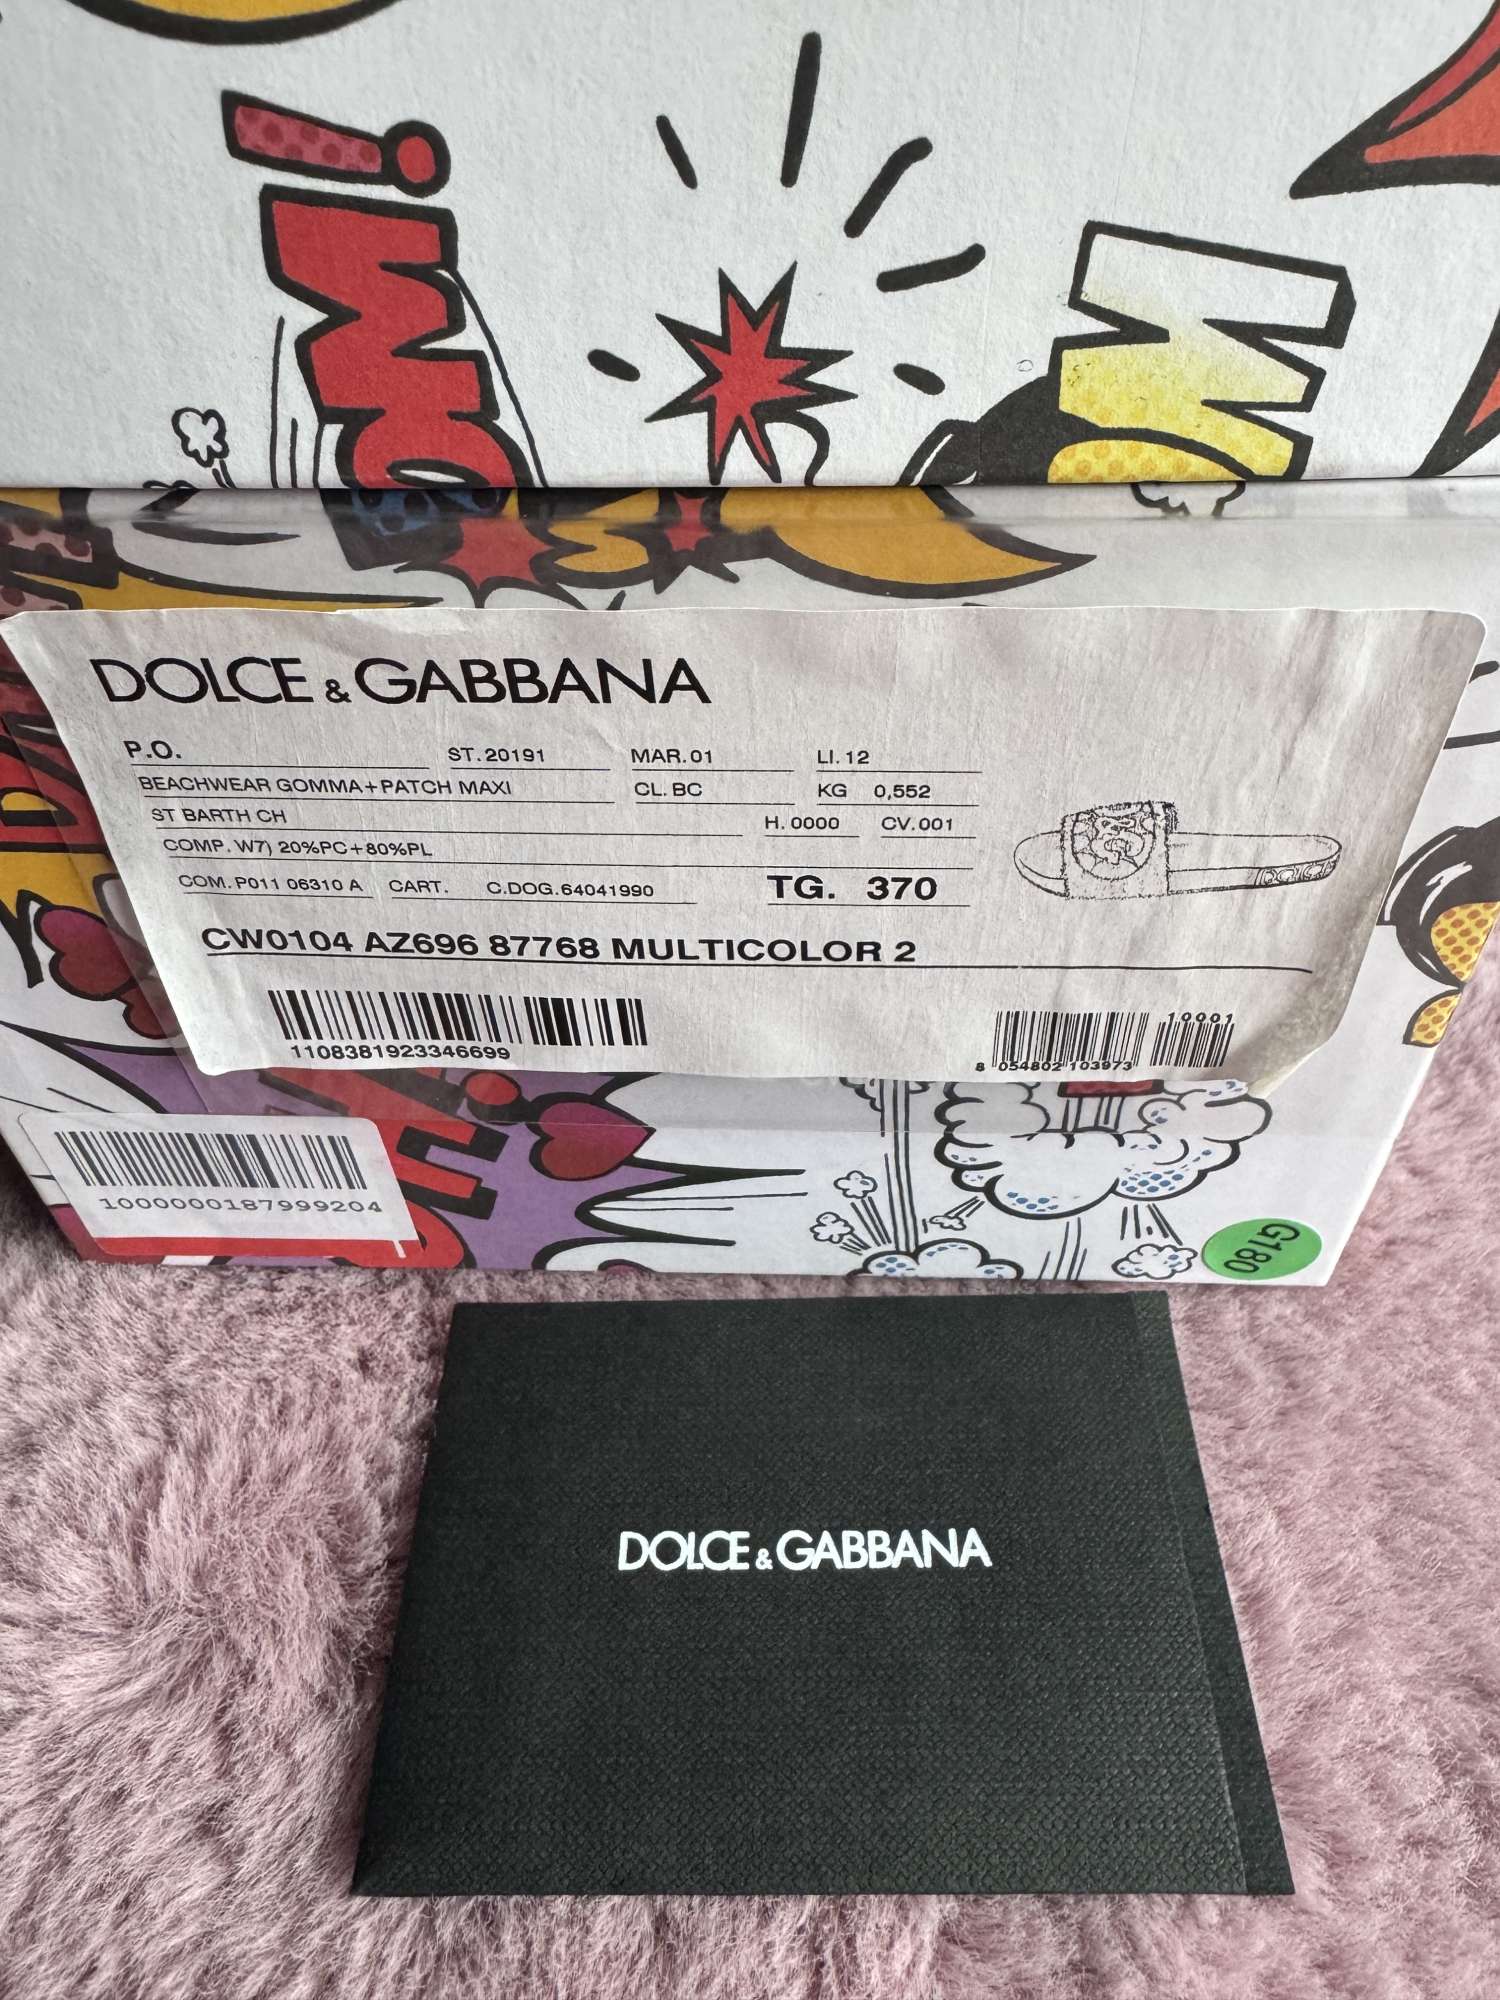 WOW!
W
DOLCE & GABBANA
P.O. ST. 20191 MAR. 01 LI. 12
BEACHWEAR GOMMA+PATCH MAXI CL. BC KG 0,552
ST BARTH CH H. 0000 CV. 001
COMP. W7) 20%PC+80%PL
COM. P011 06310 A CART. C.DOG. 64041990 TG. 370
CW0104 AZ696 87768 MULTICOLOR 2
1108381923346699
10001
8 054802 103973
1000000187999204
G180
DOLCE & GABBANA